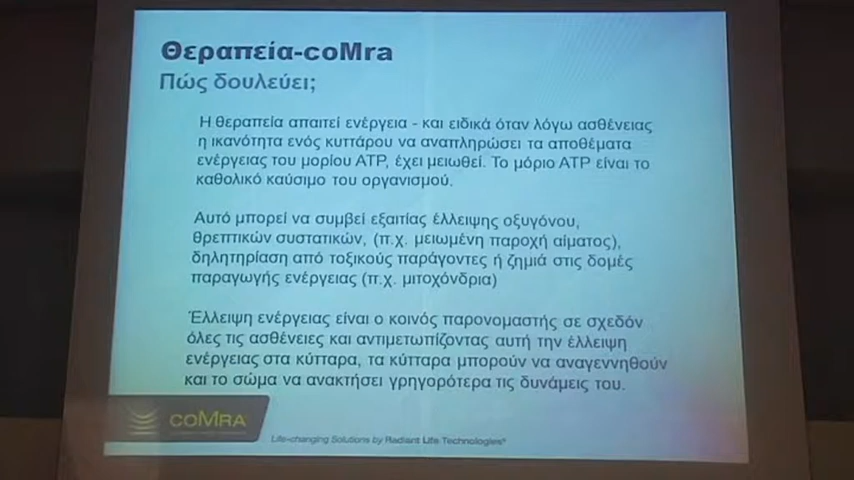 Θεραπεία-coMra
Πώς δουλεύει;
Η θεραπεία απαιτεί ενέργεια - και ειδικά όταν λόγω ασθένειας
η ικανότητα ενός κυττάρου να αναπληρώσει τα αποθέματα
ενέργειας του μορίου ATP, έχει μειωθεί. Το μόριο ATP είναι το
καθολικό καύσιμο του οργανισμού.
Αυτό μπορεί να συμβεί εξαιτίας έλλειψης οξυγόνου,
θρεπτικών συστατικών, (π.χ. μειωμένη παροχή αίματος),
δηλητηρίαση από τοξικούς παράγοντες ή ζημιά στις δομές
παραγωγής ενέργειας (π.χ. μιτοχόνδρια)
Έλλειψη ενέργειας είναι ο κοινός παρονομαστής σε σχεδόν
όλες τις ασθένειες και αντιμετωπίζοντας αυτή την έλλειψη
ενέργειας στα κύτταρα, τα κύτταρα μπορούν να αναγεννηθούν
και το σώμα να ανακτήσει γρηγορότερα τις δυνάμεις του.
COMRA
Life-changing Solutions by Radiant Life Technologies®